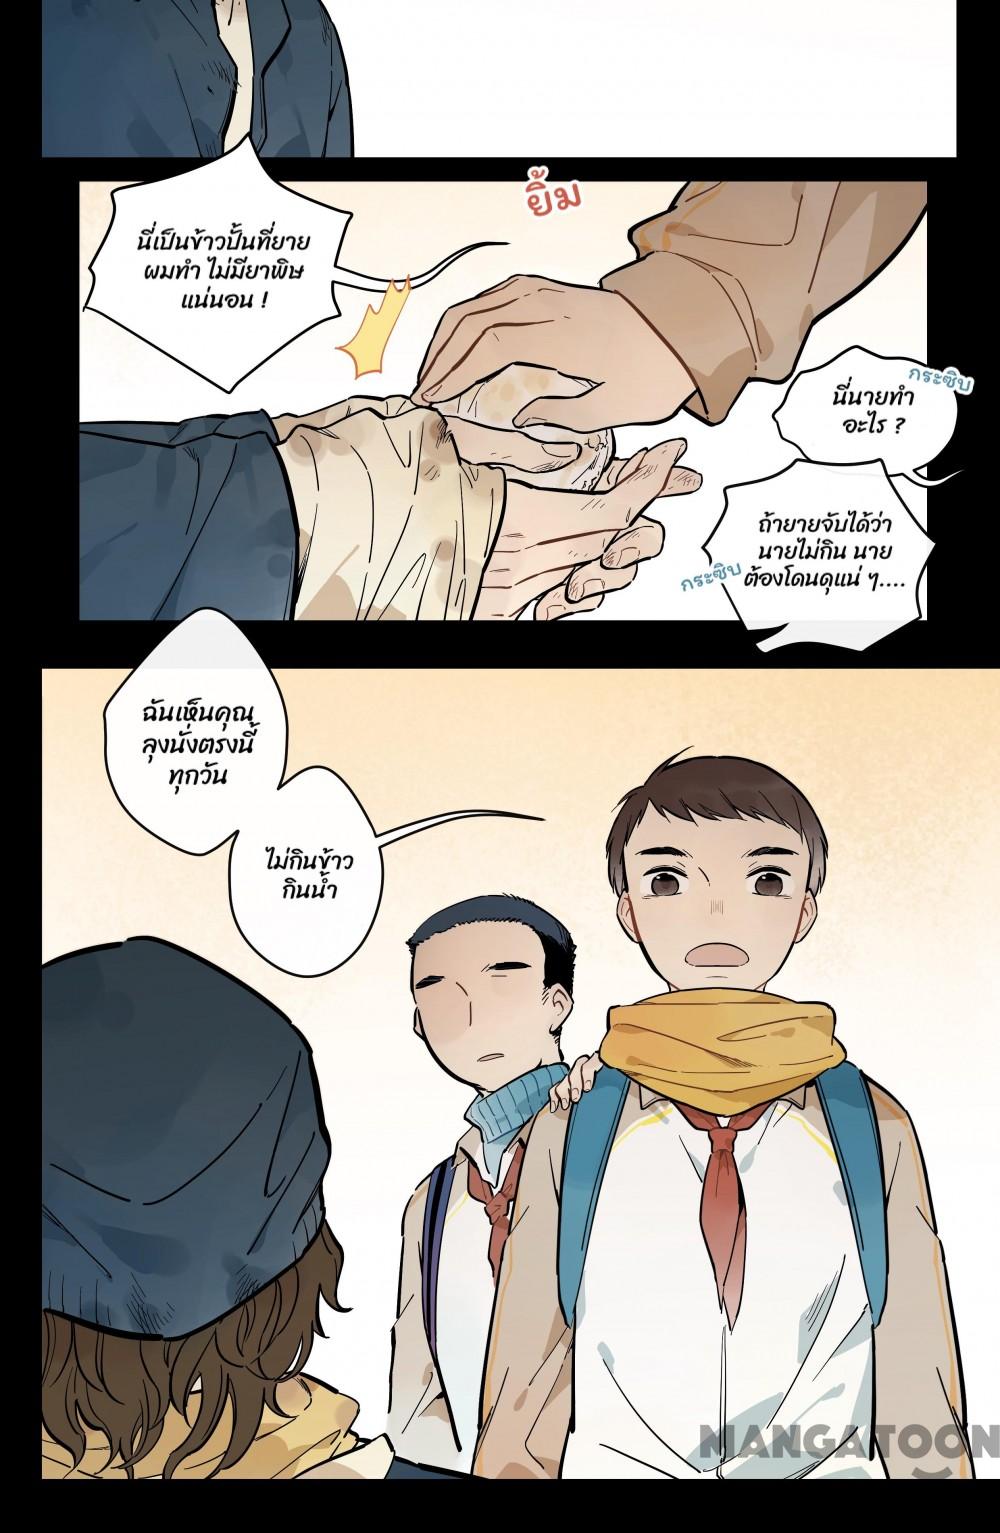 นี่เป็นข้าวปั้นที่ยาย
ผมทำ ไม่มียาพิษ
แน่นอน !
ยิ้ม
กระซิบ
นี่นายทำ
อะไร ?
ถ้ายายจับได้ว่า
นายไม่กิน นาย
ต้องโดนดุแน่ ๆ....
กระซิบ
ฉันเห็นคุณ
ลุงนั่งตรงนี้
ทุกวัน
ไม่กินข้าว
กินน้ำ
MANGATOON